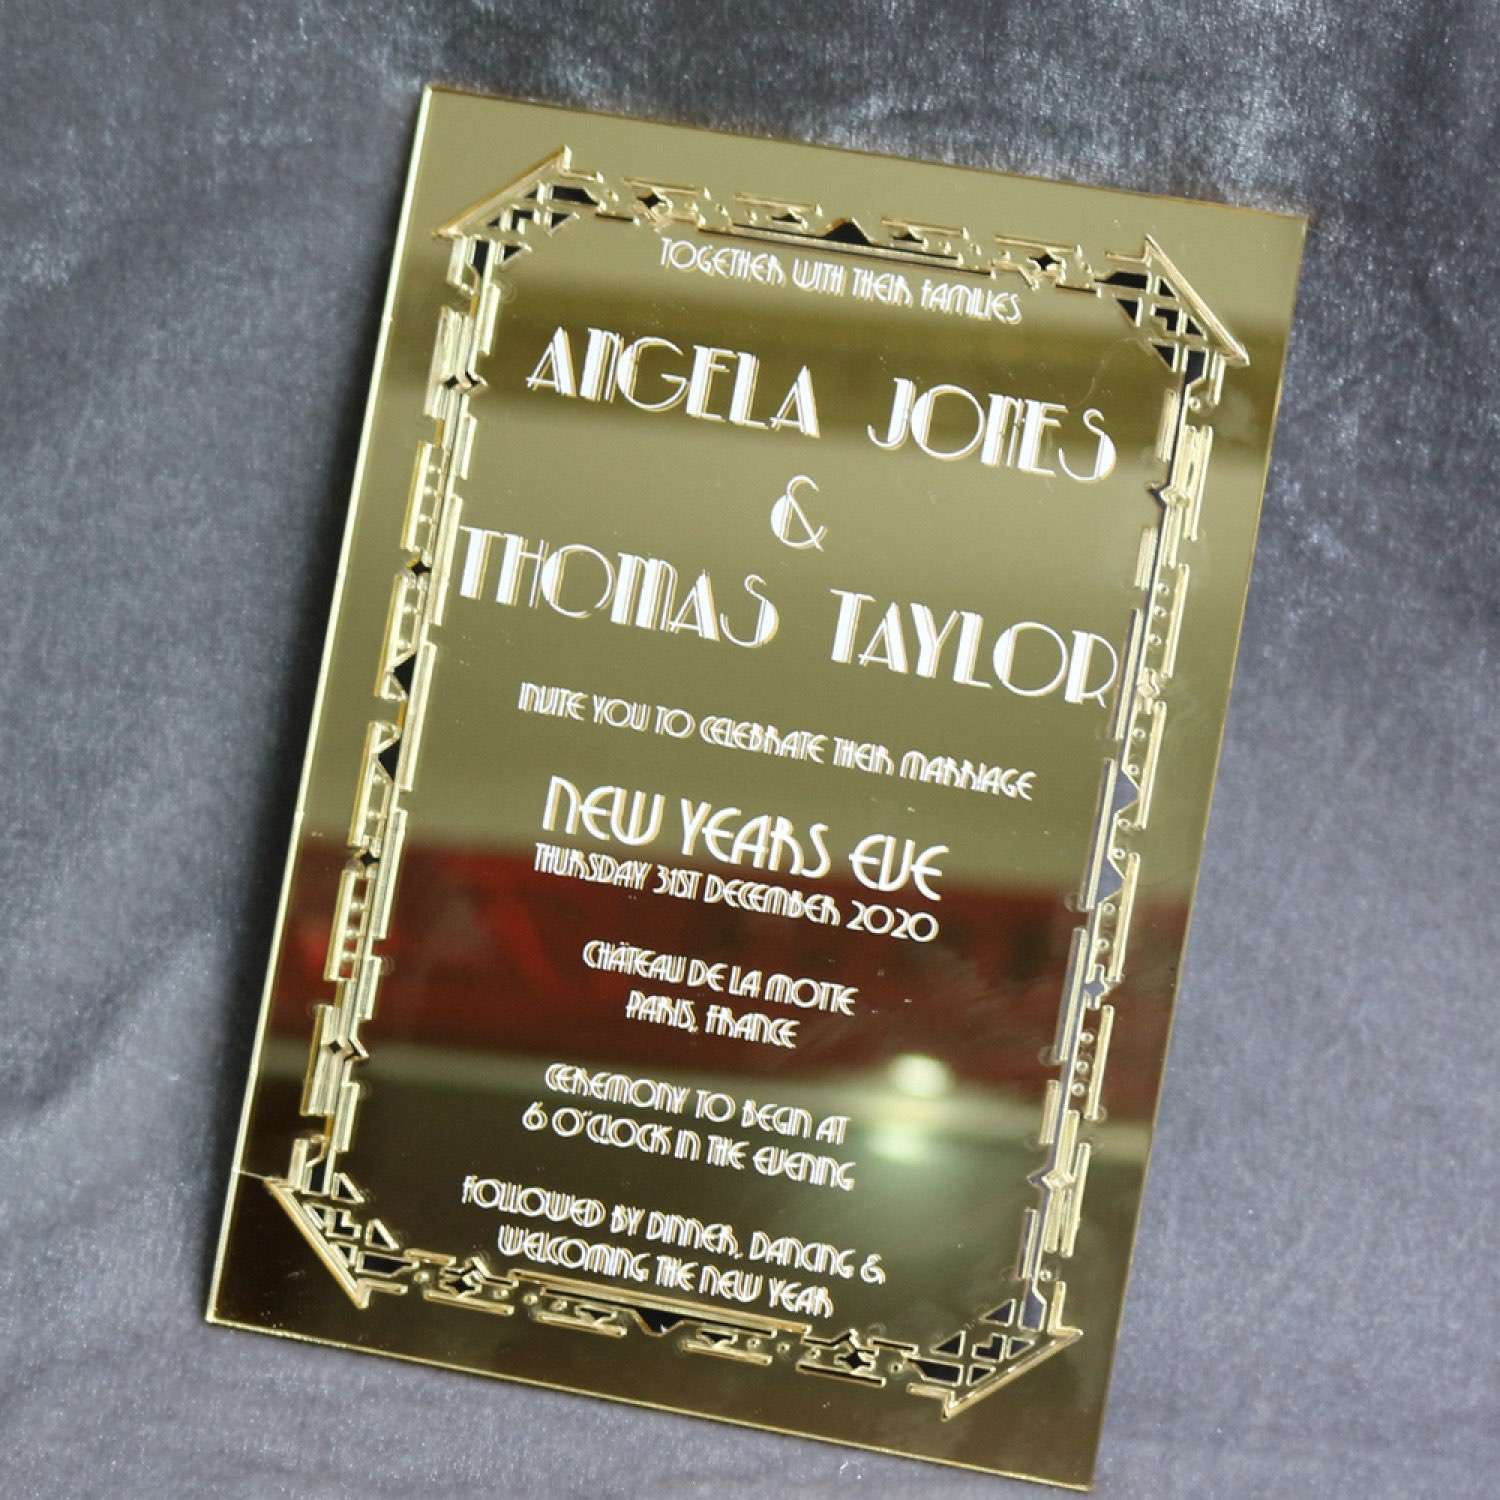 TOGETHER WITH THEIR FAMILIES
ANGELA JONES
&
THOMAS TAYLOR
INVITE YOU TO CELEBRATE THEIR MARRIAGE
NEW YEARS EVE
THURSDAY 31ST DECEMBER 2020
CHÂTEAU DE LA MOTTE
PARIS, FRANCE
CEREMONY TO BEGIN AT
6 O'CLOCK IN THE EVENING
FOLLOWED BY DINNER, DANCING &
WELCOMING THE NEW YEAR